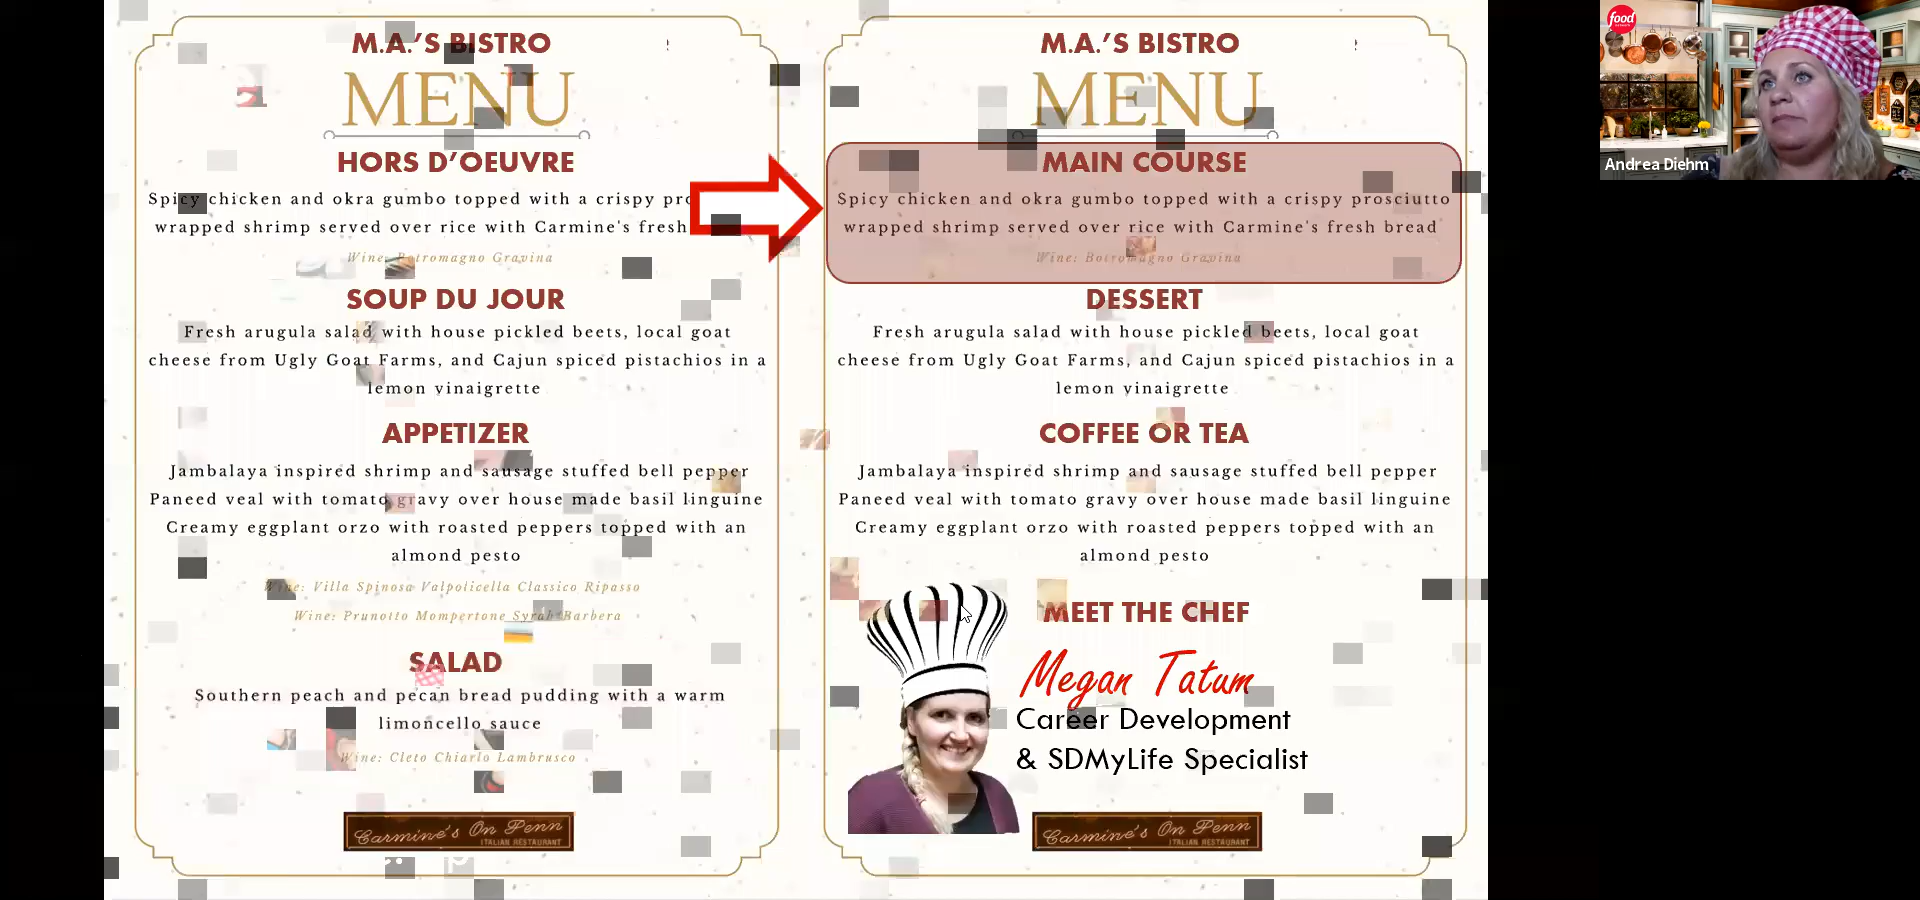 M.A.'S BISTRO
MENU
HORS D'OEUVRE
Spicy chicken and okra gumbo topped with a crispy pro
wrapped shrimp served over rice with Carmine's fresh
Wine: Botromagno Gravina
SOUP DU JOUR
Fresh arugula salad with house pickled beets, local goat
cheese from Ugly Goat Farms, and Cajun spiced pistachios in a
lemon vinaigrette
APPETIZER
Jambalaya inspired shrimp and sausage stuffed bell pepper
Paneed veal with tomato gravy over house made basil linguine
Creamy eggplant orzo with roasted peppers topped with an
almond pesto
Wine: Villa Spinosa Valpolicella Classico Ripasso
Wine: Prunotto Mompertone Syrah Barbera
SALAD
Southern peach and pecan bread pudding with a warm
limoncello sauce
Wine: Cleto Chiarlo Lambrusco
Carmine's On Penn
ITALIAN RESTAURANT
M.A.'S BISTRO
MENU
MAIN COURSE
Spicy chicken and okra gumbo topped with a crispy prosciutto
wrapped shrimp served over rice with Carmine's fresh bread
Wine: Botromagno Gravina
DESSERT
Fresh arugula salad with house pickled beets, local goat
cheese from Ugly Goat Farms, and Cajun spiced pistachios in a
lemon vinaigrette
COFFEE OR TEA
Jambalaya inspired shrimp and sausage stuffed bell pepper
Paneed veal with tomato gravy over house made basil linguine
Creamy eggplant orzo with roasted peppers topped with an
almond pesto
MEET THE CHEF
Megan Tatum
Career Development
& SDMyLife Specialist
Carmine's On Penn
ITALIAN RESTAURANT
food
Andrea Diehm